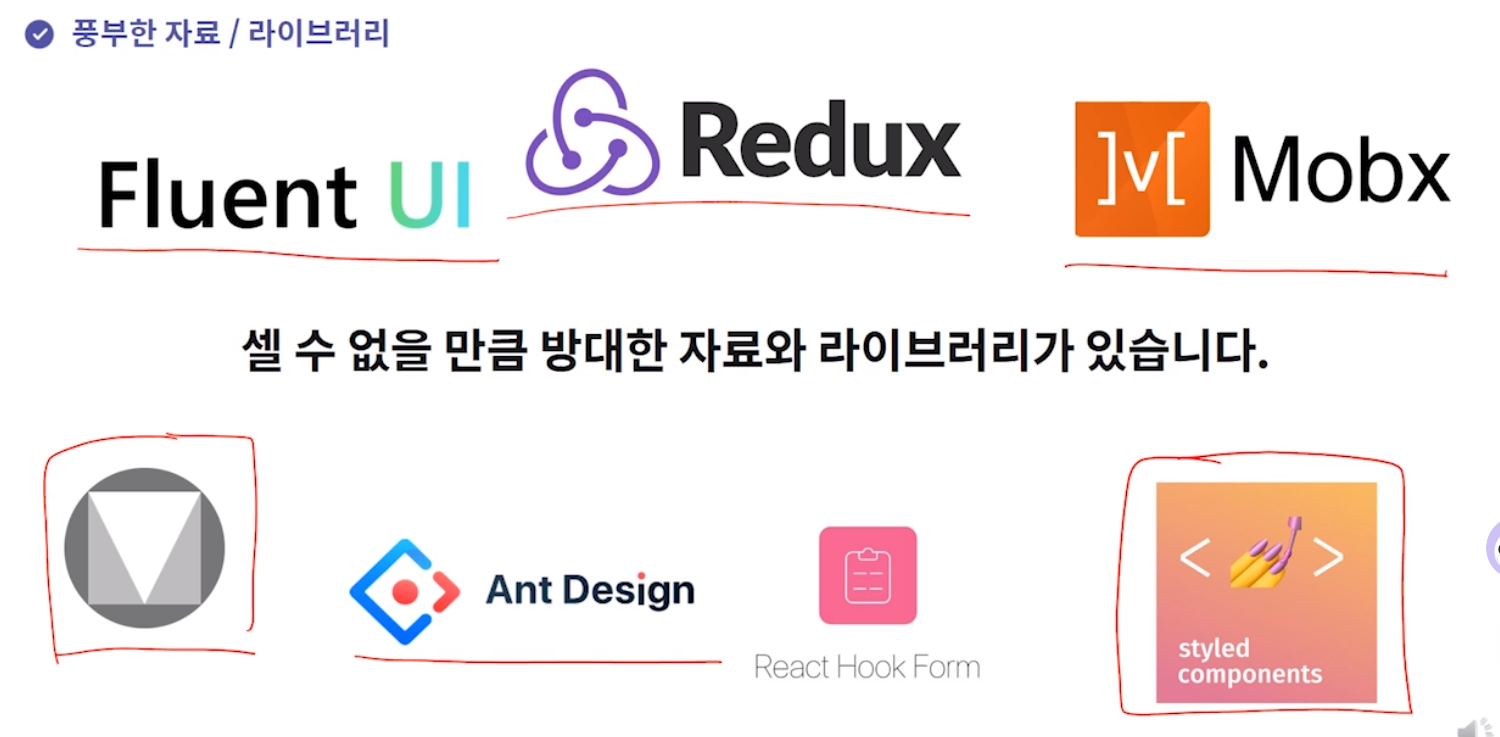 풍부한 자료 / 라이브러리
Fluent UI
Redux
]v[ Mobx
셀 수 없을 만큼 방대한 자료와 라이브러리가 있습니다.
Ant Design
React Hook Form
< >
styled
components